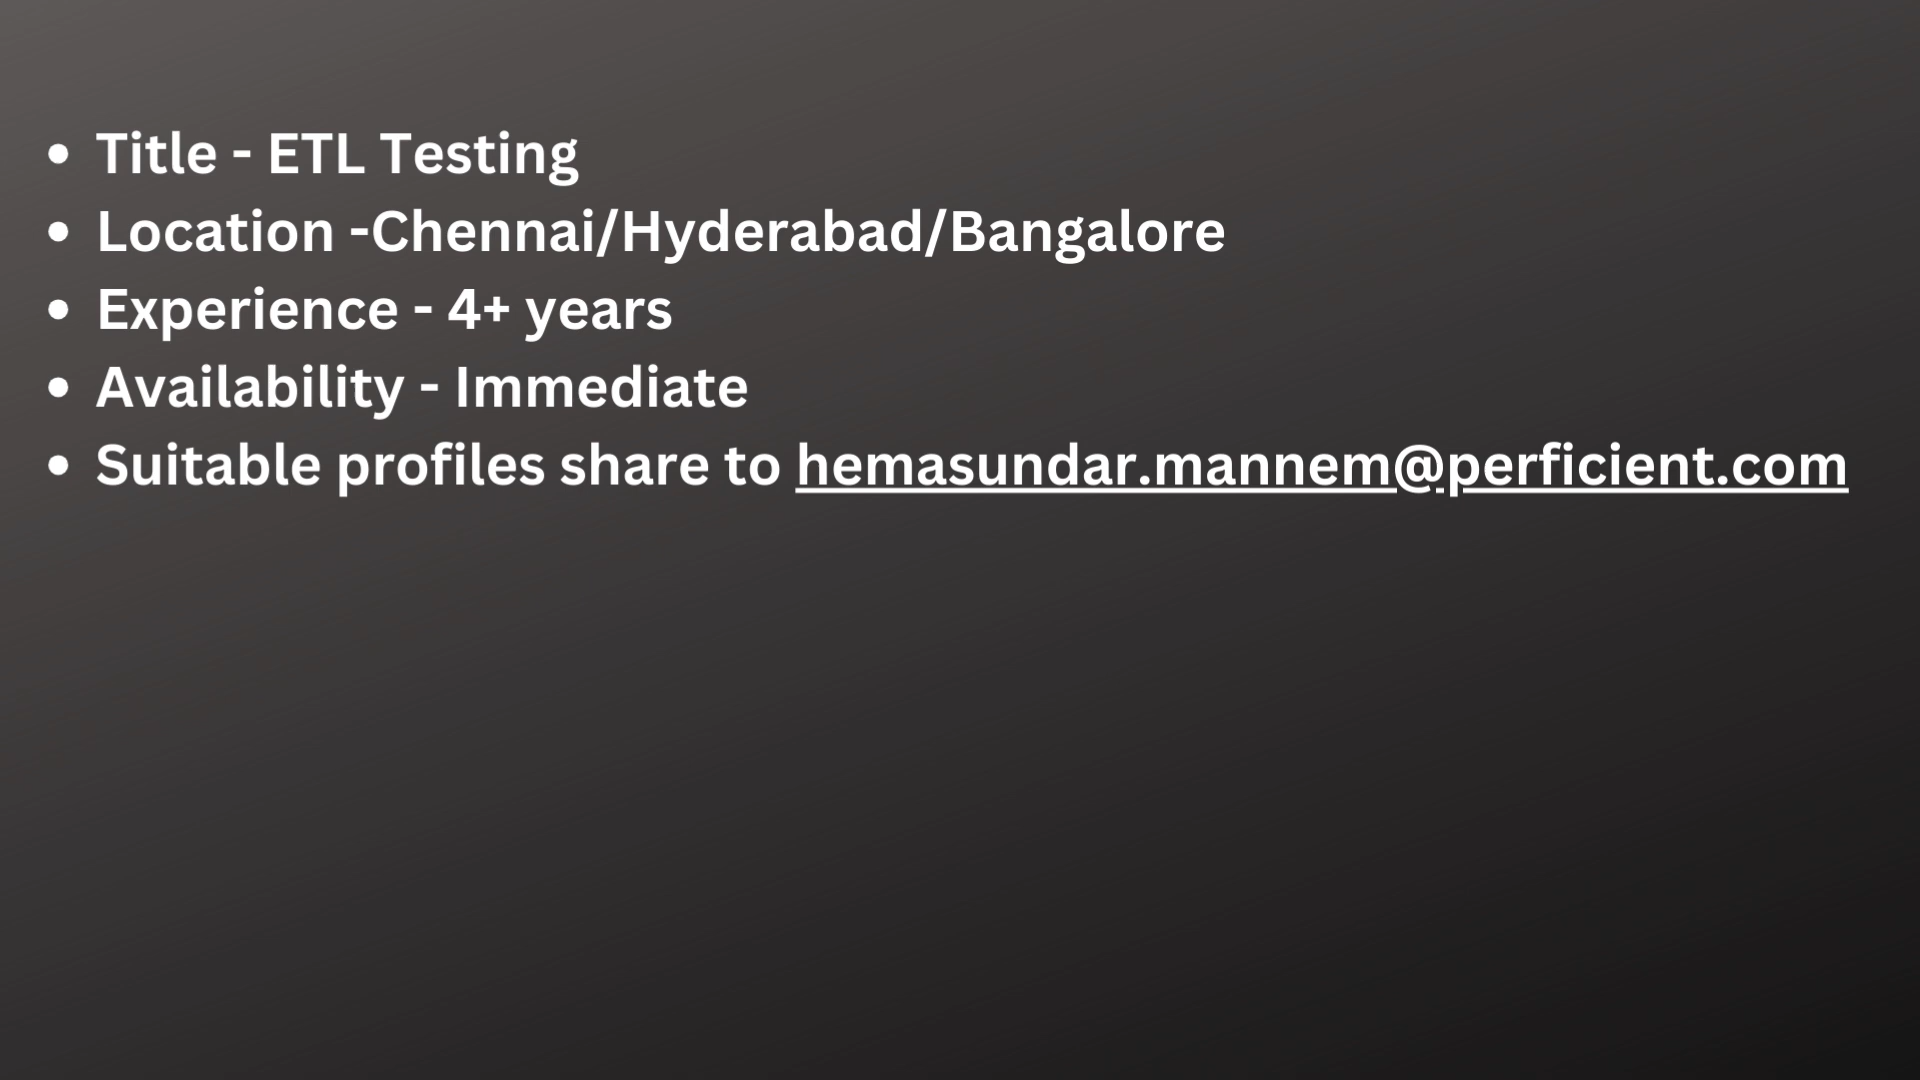 • Title - ETL Testing
• Location -Chennai/Hyderabad/Bangalore
• Experience - 4+ years
• Availability - Immediate
• Suitable profiles share to hemasundar.mannem@perficient.com